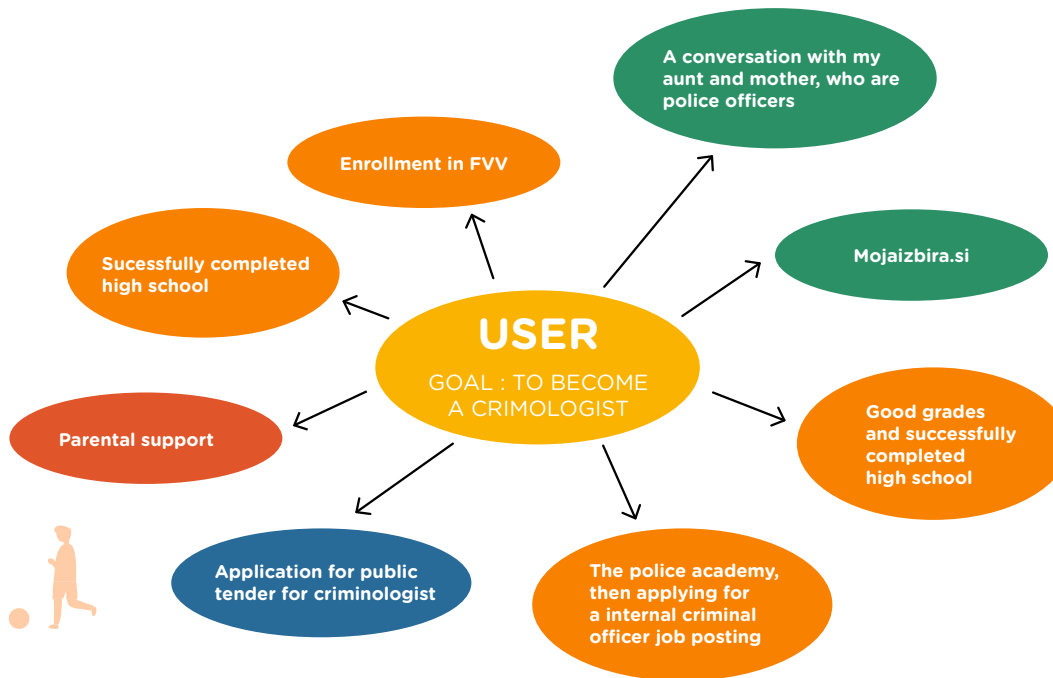 A conversation with my
aunt and mother, who are
police officers
Enrollment in FVV
Sucessfully completed
high school
Mojaizbira.si
USER
GOAL : TO BECOME
A CRIMOLOGIST
Parental support
Good grades
and successfully
completed
high school
Application for public
tender for criminologist
The police academy,
then applying for
a internal criminal
officer job posting